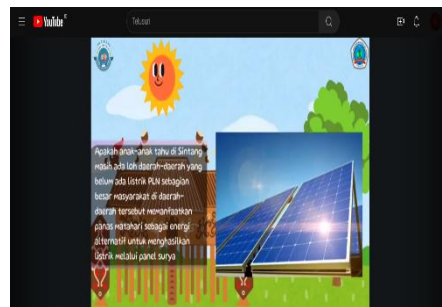 YouTube
Telusuri
Apakah anak-anak tahu di Sintang
masih ada loh daerah-daerah yang
belum ada listrik PLN sebagian
besar masyarakat di daerah-
daerah tersebut memanfaatkan
panas matahari sebagai energi
alternatif untuk menghasilkan
listrik melalui panel surya